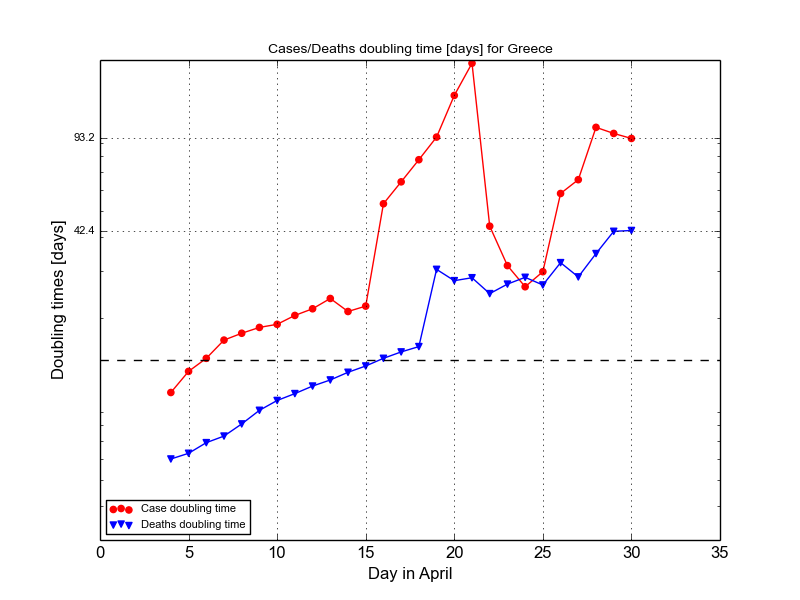 Cases/Deaths doubling time [days] for Greece
93.2
42.4
Doubling times [days]
Case doubling time
Deaths doubling time
0 5 10 15 20 25 30 35
Day in April